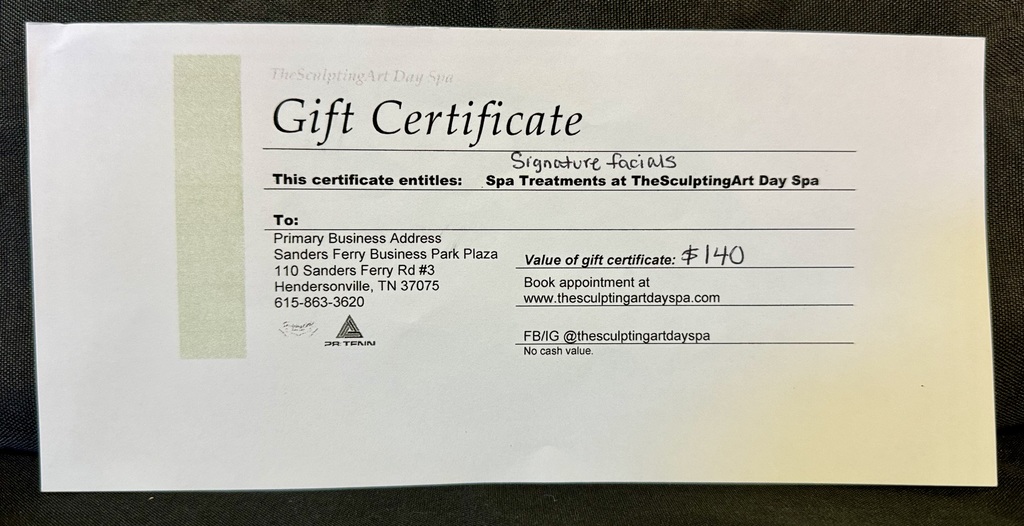 TheSculptingArt Day Spa
Gift Certificate
Signature facials
This certificate entitles: Spa Treatments at TheSculptingArt Day Spa
To:
Primary Business Address
Sanders Ferry Business Park Plaza
110 Sanders Ferry Rd #3
Hendersonville, TN 37075
615-863-3620
Value of gift certificate: $140
Book appointment at
www.thesculptingartdayspa.com
FB/IG @thesculptingartdayspa
No cash value.